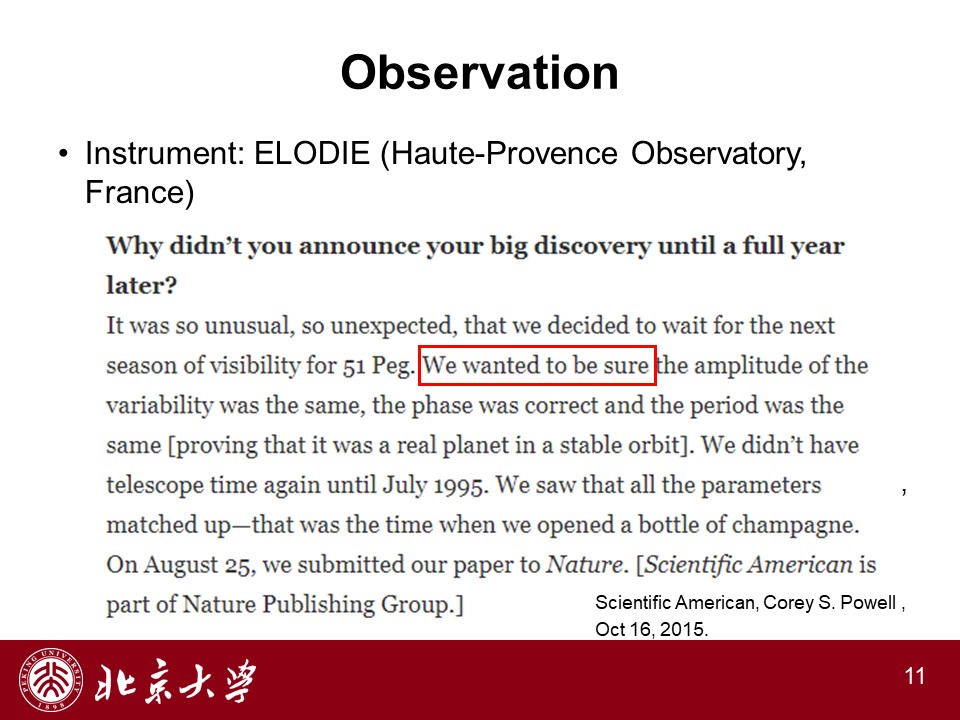 Observation
• Instrument: ELODIE (Haute-Provence Observatory,
France)
Why didn’t you announce your big discovery until a full year
later?
It was so unusual, so unexpected, that we decided to wait for the next
season of visibility for 51 Peg. We wanted to be sure the amplitude of the
variability was the same, the phase was correct and the period was the
same [proving that it was a real planet in a stable orbit]. We didn’t have
telescope time again until July 1995. We saw that all the parameters
,
matched up—that was the time when we opened a bottle of champagne.
On August 25, we submitted our paper to Nature. [Scientific American is
part of Nature Publishing Group.]
Scientific American, Corey S. Powell ,
Oct 16, 2015.
PEKING UNIVERSITY
1898
北京大学
11